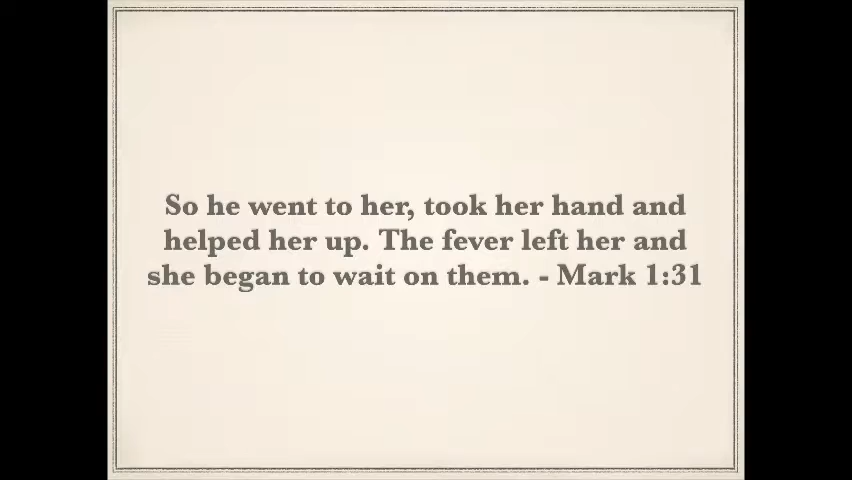 So he went to her, took her hand and
helped her up. The fever left her and
she began to wait on them. - Mark 1:31